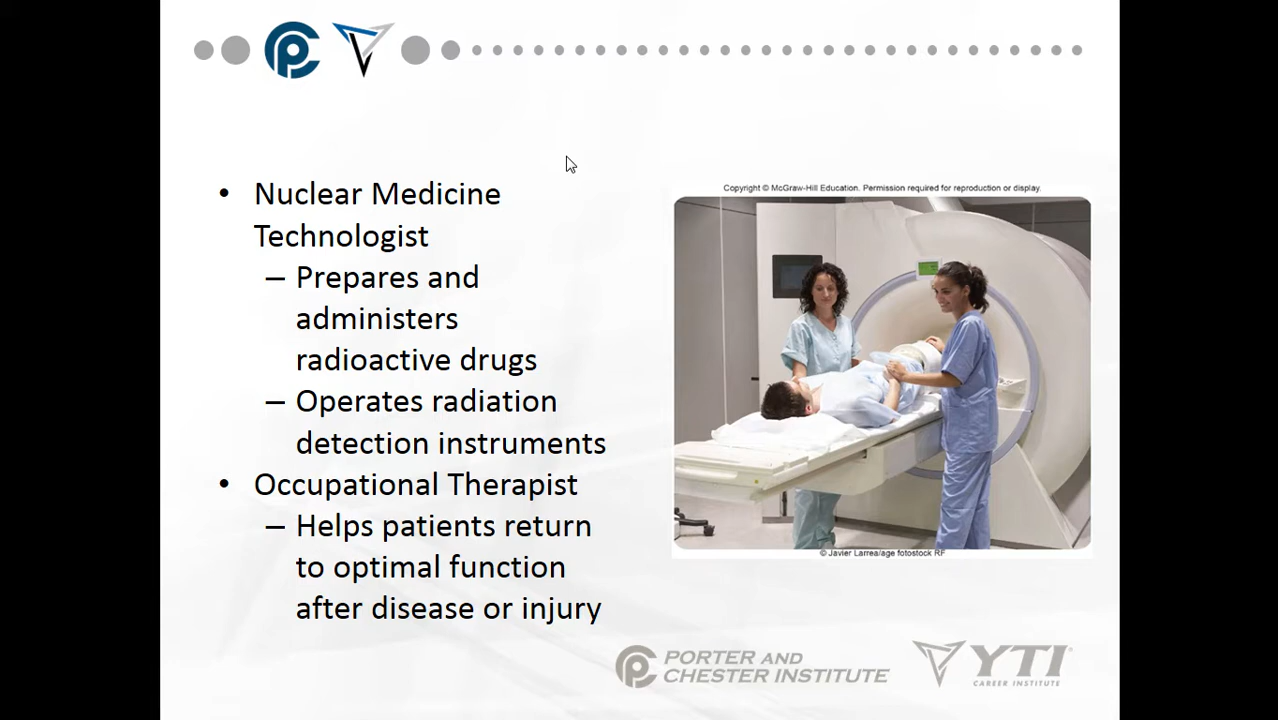 • Nuclear Medicine
Technologist
– Prepares and
administers
radioactive drugs
– Operates radiation
detection instruments
• Occupational Therapist
– Helps patients return
to optimal function
after disease or injury
Copyright © McGraw-Hill Education. Permission required for reproduction or display.
© Javier Larrea/age fotostock RF
PORTER AND
CHESTER INSTITUTE
YTI
CAREER INSTITUTE